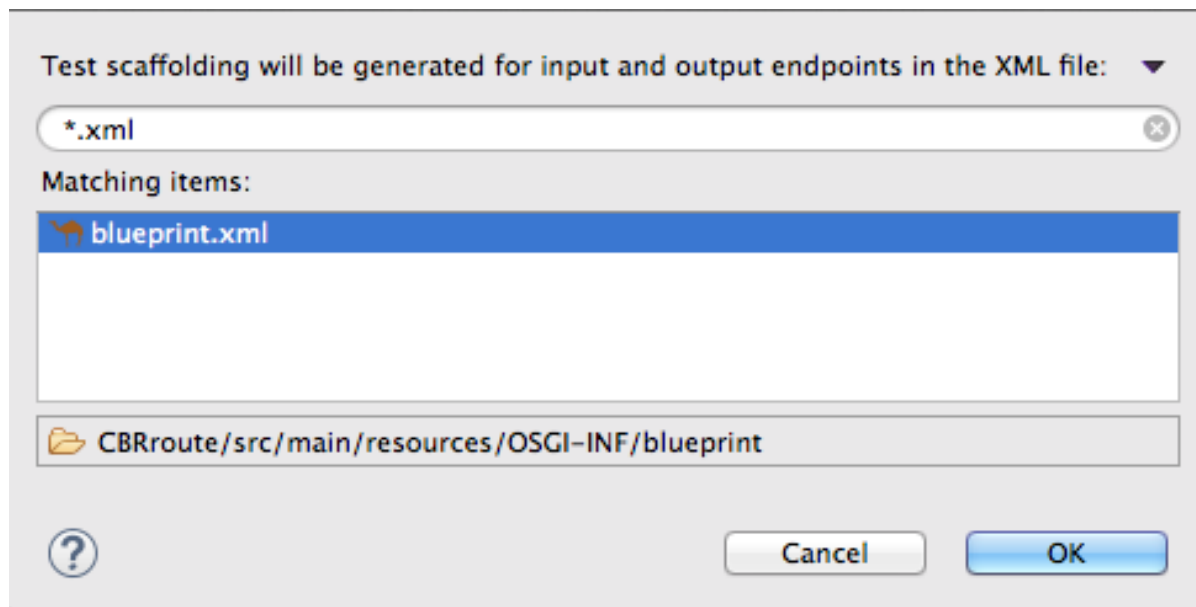 Test scaffolding will be generated for input and output endpoints in the XML file:
*.xml
Matching items:
blueprint.xml
CBRroute/src/main/resources/OSGI-INF/blueprint
?
Cancel
OK